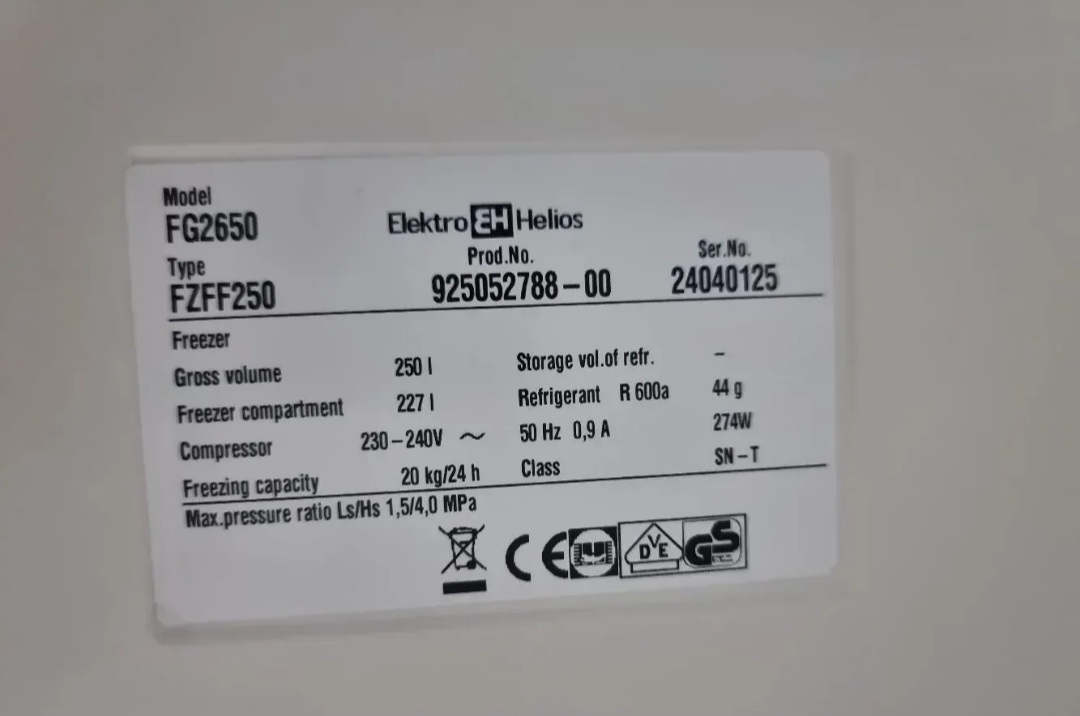 Model
FG2650
Elektro EH Helios
Type
Prod.No.
Ser.No.
FZFF250
925052788-00
24040125
Freezer
Gross volume 250 l
Storage vol.of refr. -
Freezer compartment 227 l
Refrigerant R 600a 44 g
Compressor 230-240V ~
50 Hz 0,9 A 274W
Freezing capacity 20 kg/24 h
Class SN-T
Max.pressure ratio Ls/Hs 1,5/4,0 MPa
CE
DVE
GS